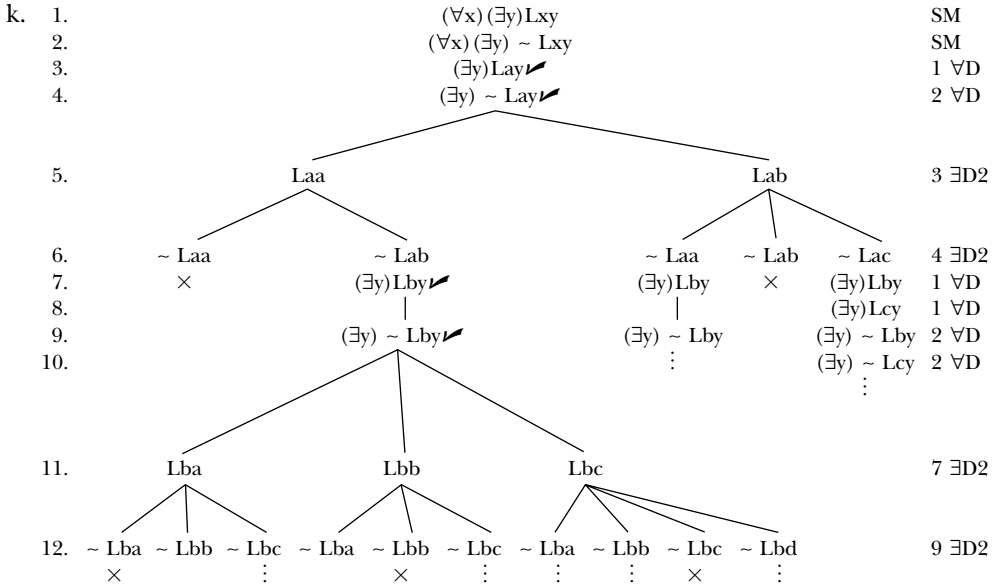 k. 1. (∀x)(∃y)Lxy SM
2. (∀x)(∃y) ~ Lxy SM
3. (∃y)Lay✔ 1 ∀D
4. (∃y) ~ Lay✔ 2 ∀D
5. Laa Lab 3 ∃D2
6. ~ Laa ~ Lab ~ Laa ~ Lab ~ Lac 4 ∃D2
7. × (∃y)Lby✔ (∃y)Lby × (∃y)Lby 1 ∀D
8. (∃y)Lcy 1 ∀D
9. (∃y) ~ Lby✔ (∃y) ~ Lby (∃y) ~ Lby 2 ∀D
10. ⋮ (∃y) ~ Lcy 2 ∀D
⋮
11. Lba Lbb Lbc 7 ∃D2
12. ~ Lba ~ Lbb ~ Lbc ~ Lba ~ Lbb ~ Lbc ~ Lba ~ Lbb ~ Lbc ~ Lbd 9 ∃D2
× ⋮ × ⋮ ⋮ ⋮ × ⋮